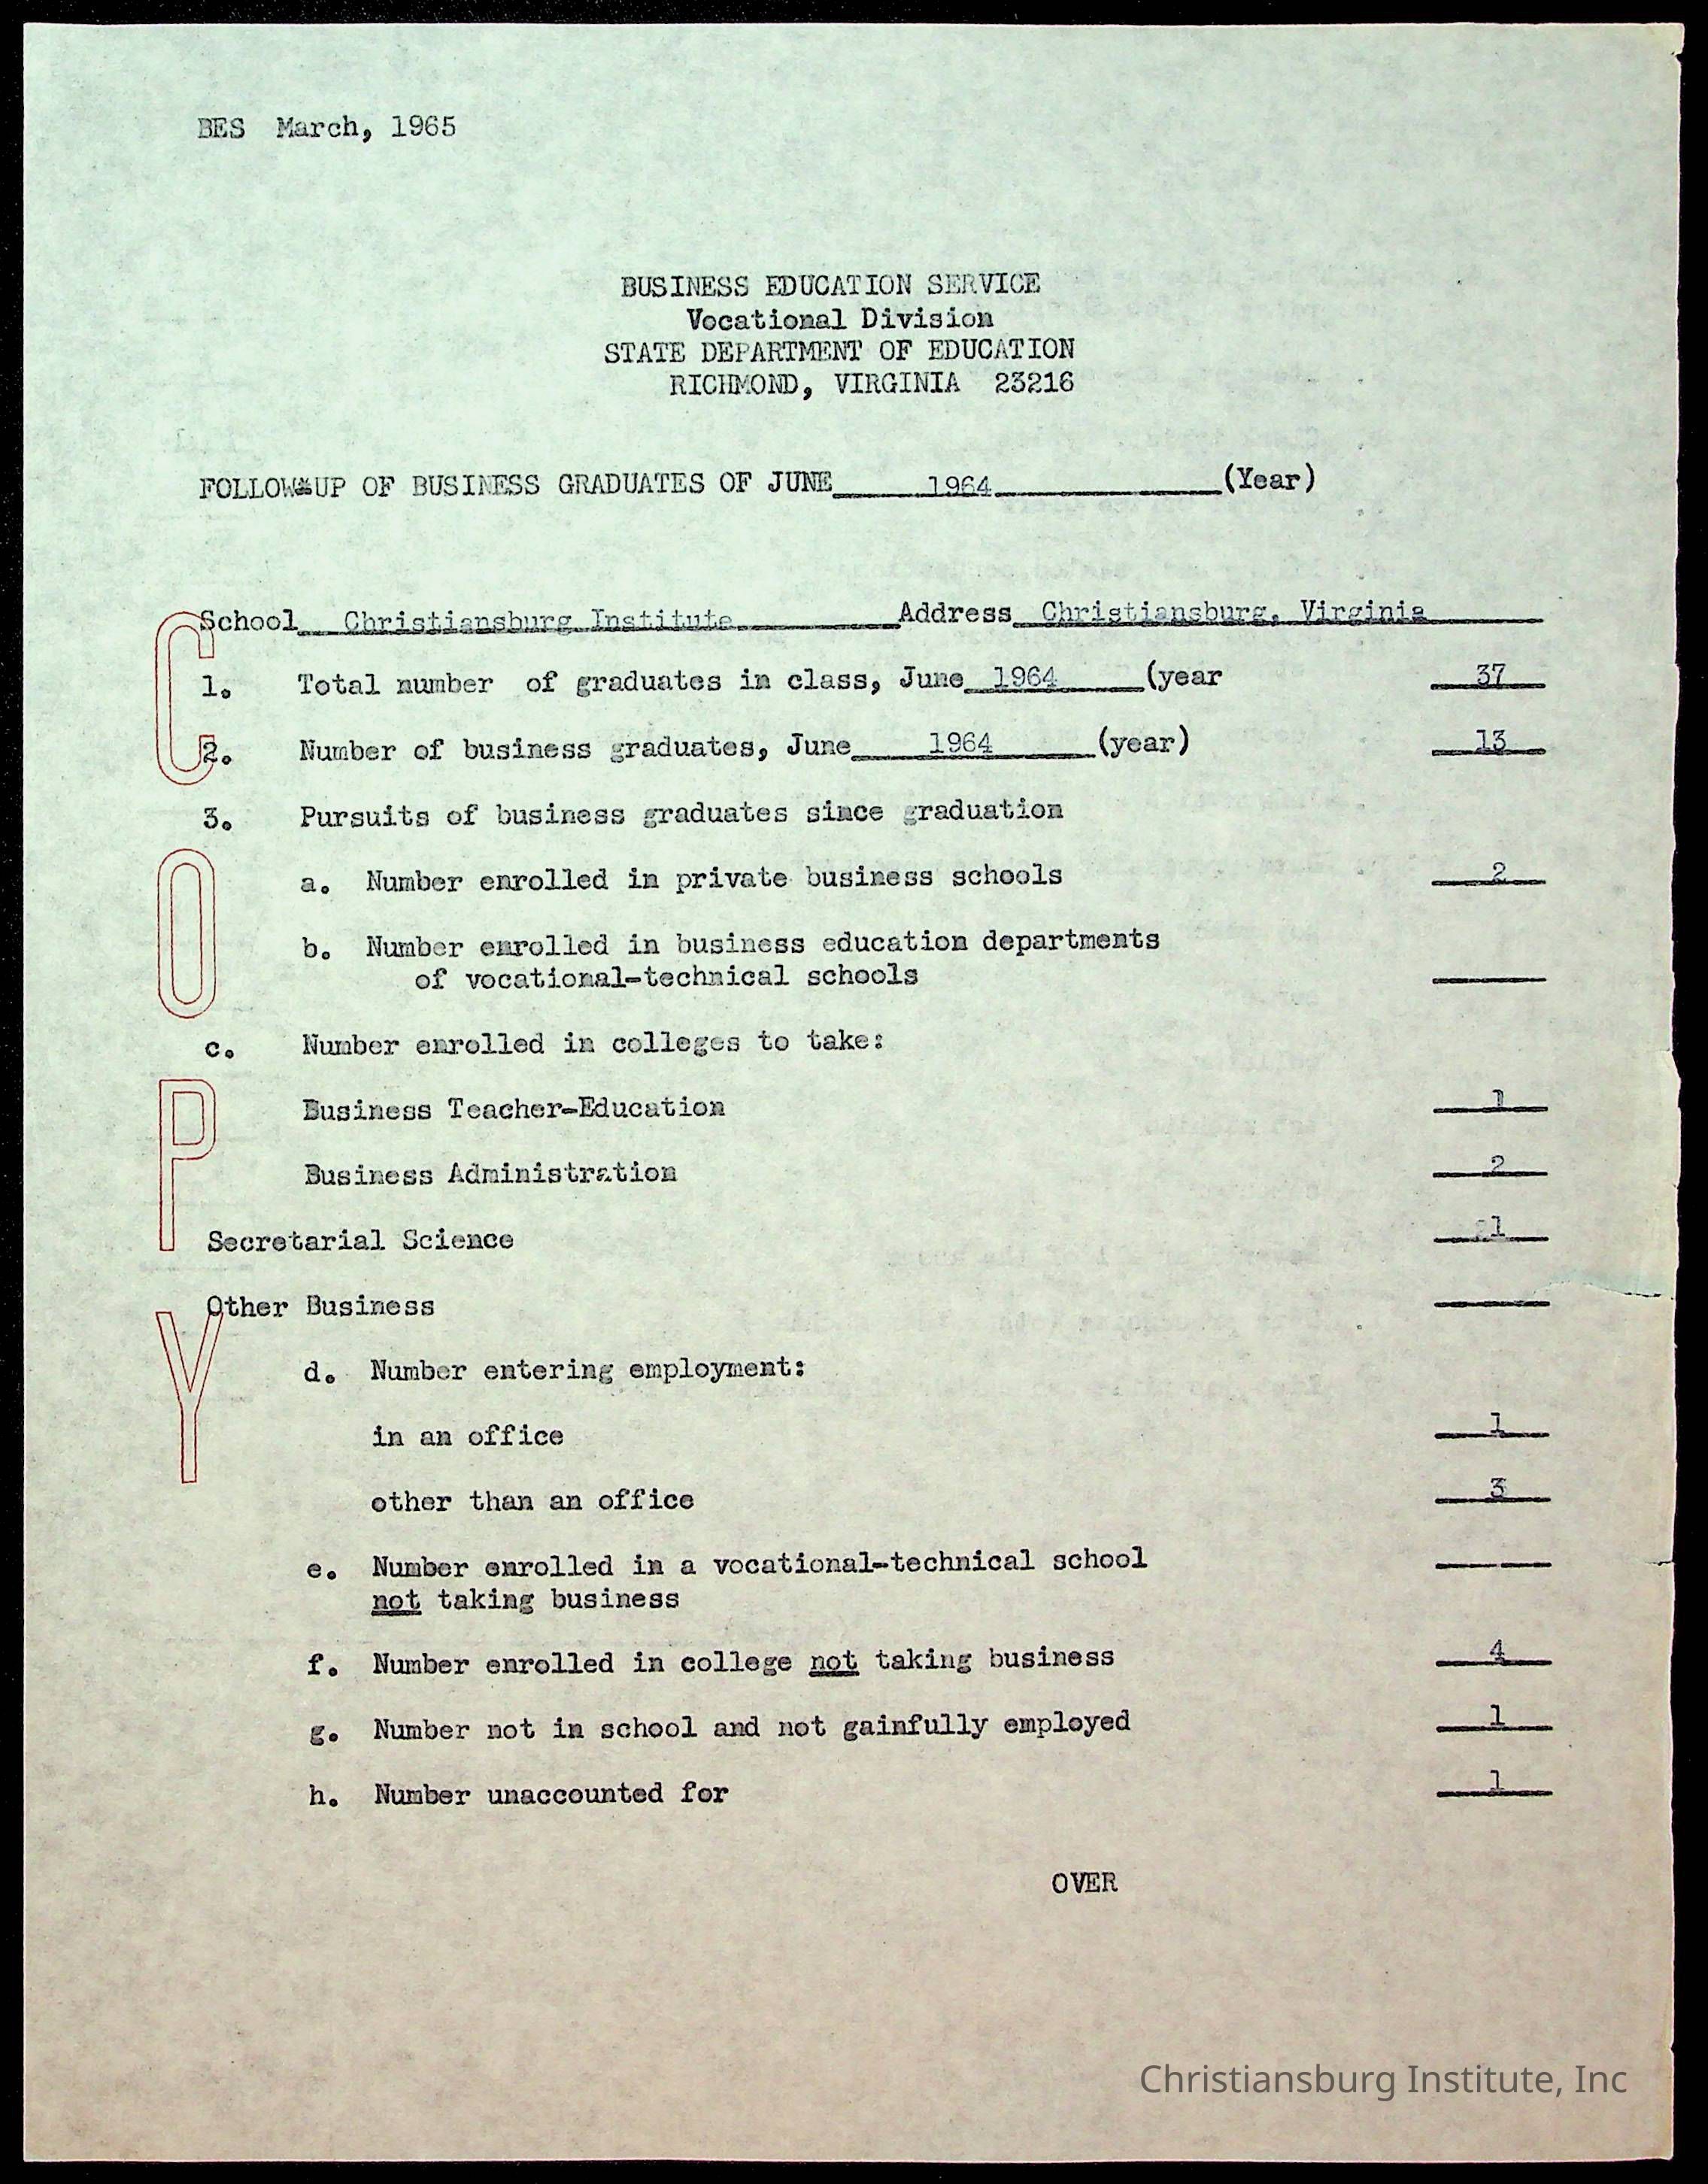 BES  March, 1965
BUSINESS EDUCATION SERVICE
Vocational Division
STATE DEPARTMENT OF EDUCATION
RICHMOND, VIRGINIA  23216
FOLLOW-UP OF BUSINESS GRADUATES OF JUNE 1964 (Year)
School Christiansburg Institute Address Christiansburg, Virginia
1. Total number of graduates in class, June 1964 (year 37
2. Number of business graduates, June 1964 (year) 13
3. Pursuits of business graduates since graduation
a. Number enrolled in private business schools 2
b. Number enrolled in business education departments
of vocational-technical schools
c. Number enrolled in colleges to take:
Business Teacher-Education 1
Business Administration 2
Secretarial Science 1
Other Business
d. Number entering employment:
in an office 1
other than an office 3
e. Number enrolled in a vocational-technical school
not taking business
f. Number enrolled in college not taking business 4
g. Number not in school and not gainfully employed 1
h. Number unaccounted for 1
OVER
COPY
Christiansburg Institute, Inc